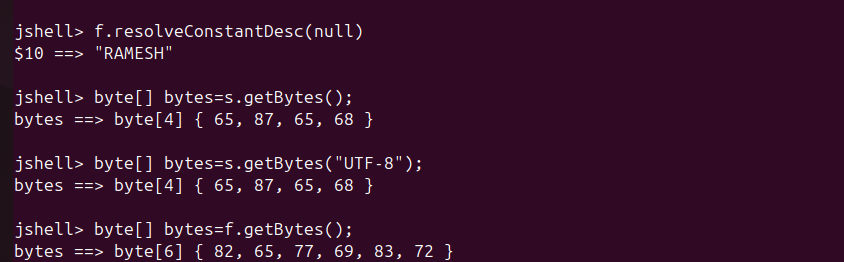 jshell> f.resolveConstantDesc(null)
$10 ==> "RAMESH"
jshell> byte[] bytes=s.getBytes();
bytes ==> byte[4] { 65, 87, 65, 68 }
jshell> byte[] bytes=s.getBytes("UTF-8");
bytes ==> byte[4] { 65, 87, 65, 68 }
jshell> byte[] bytes=f.getBytes();
bytes ==> byte[6] { 82, 65, 77, 69, 83, 72 }